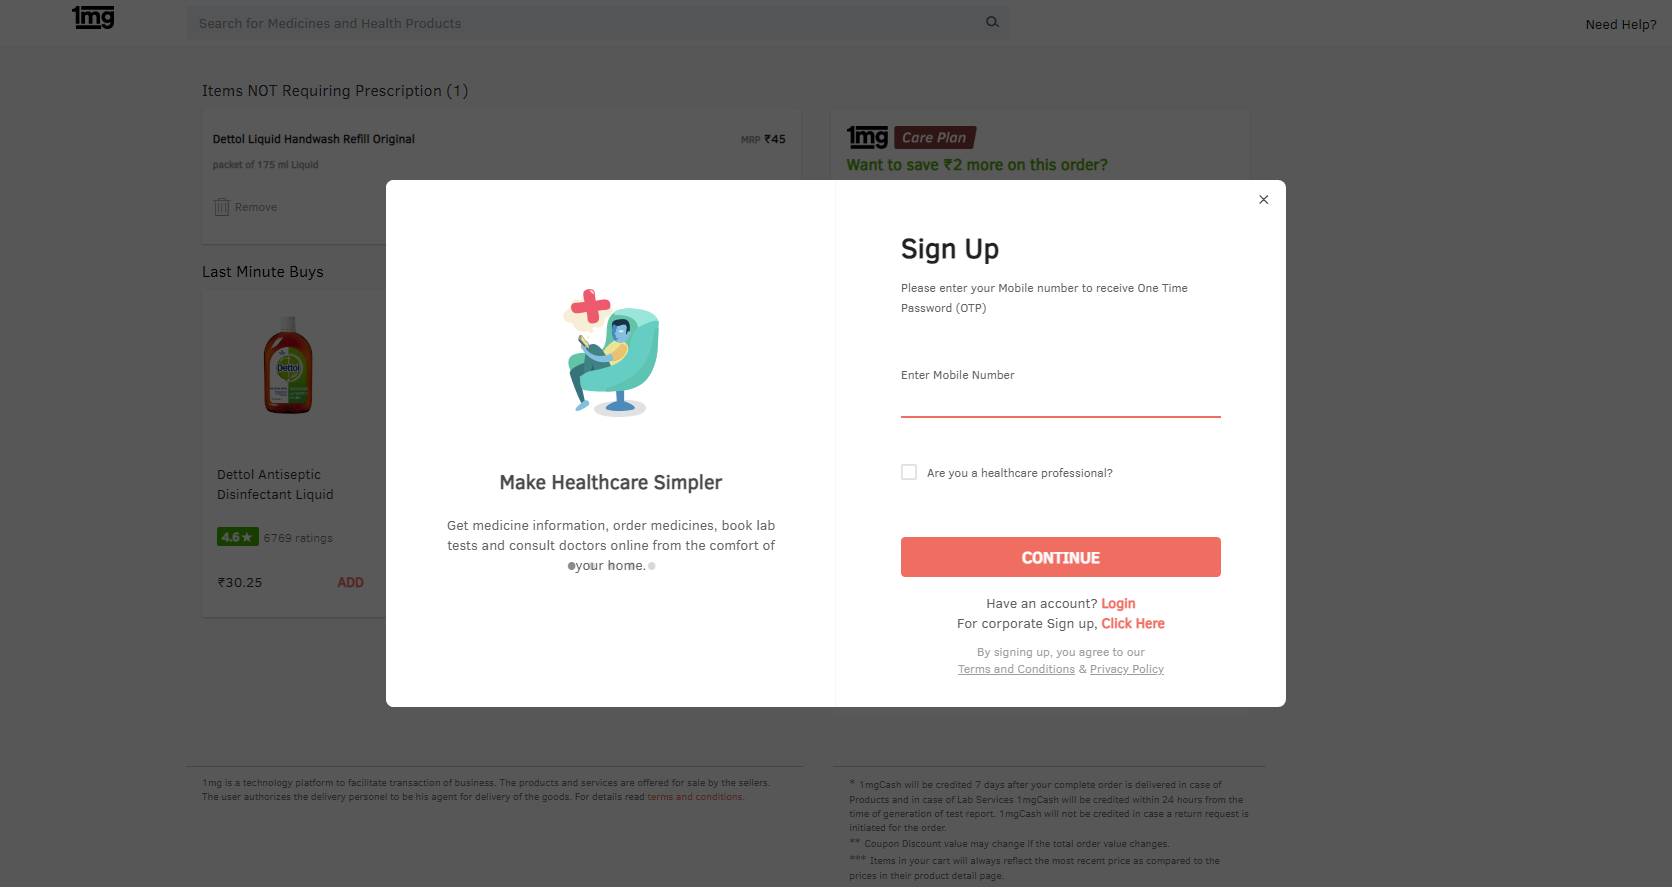 1mg
Search for Medicines and Health Products
Need Help?
Items NOT Requiring Prescription (1)
Dettol Liquid Handwash Refill Original
MRP ₹45
packet of 175 ml Liquid
Remove
1mg Care Plan
Want to save ₹2 more on this order?
Last Minute Buys
Dettol
Dettol Antiseptic
Disinfectant Liquid
4.6★ 6769 ratings
₹30.25 ADD
Make Healthcare Simpler
Get medicine information, order medicines, book lab
tests and consult doctors online from the comfort of
your home.
Sign Up
Please enter your Mobile number to receive One Time
Password (OTP)
Enter Mobile Number
Are you a healthcare professional?
CONTINUE
Have an account? Login
For corporate Sign up, Click Here
By signing up, you agree to our
Terms and Conditions & Privacy Policy
1mg is a technology platform to facilitate transaction of business. The products and services are offered for sale by the sellers.
The user authorizes the delivery personel to be his agent for delivery of the goods. For details read terms and conditions.
* 1mgCash will be credited 7 days after your complete order is delivered in case of
Products and in case of Lab Services 1mgCash will be credited within 24 hours from the
time of generation of test report. 1mgCash will not be credited in case a return request is
initiated for the order.
** Coupon Discount value may change if the total order value changes.
*** Items in your cart will always reflect the most recent price as compared to the
prices in their product detail page.